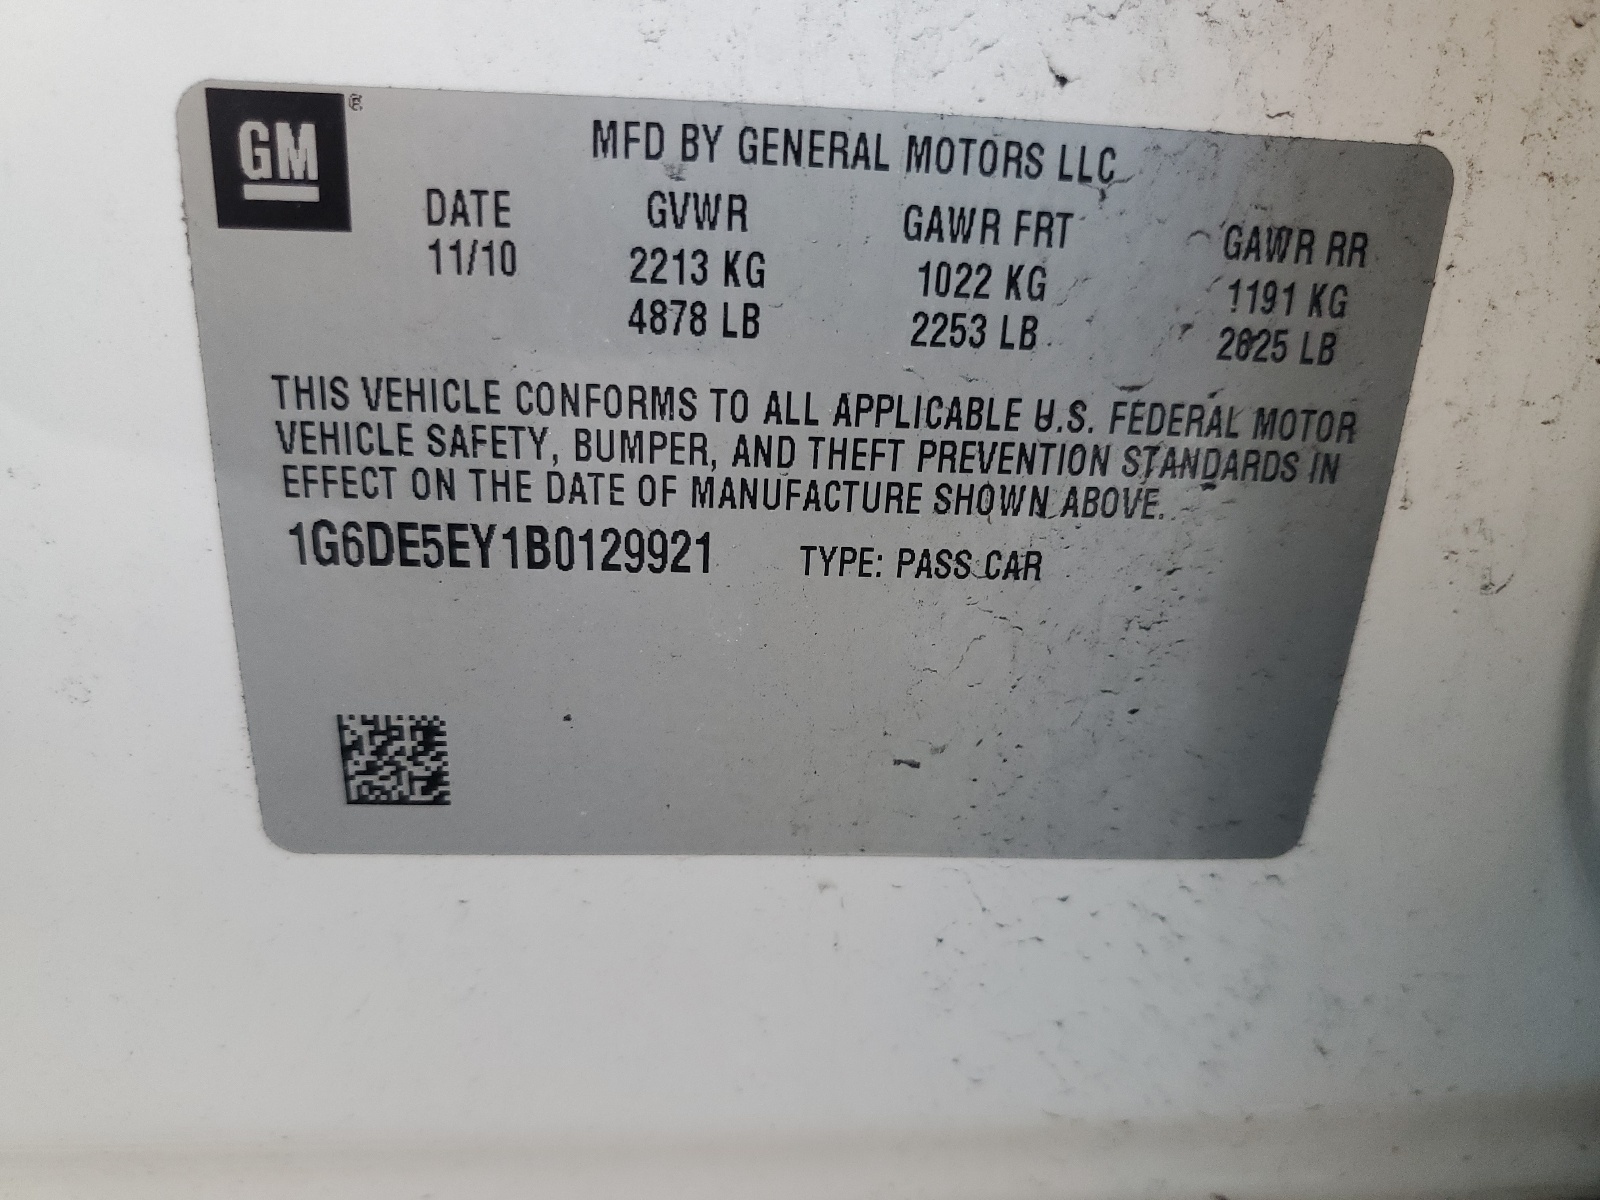 GM ®
MFD BY GENERAL MOTORS LLC
DATE GVWR GAWR FRT GAWR RR
11/10 2213 KG 1022 KG 1191 KG
4878 LB 2253 LB 2625 LB
THIS VEHICLE CONFORMS TO ALL APPLICABLE U.S. FEDERAL MOTOR
VEHICLE SAFETY, BUMPER, AND THEFT PREVENTION STANDARDS IN
EFFECT ON THE DATE OF MANUFACTURE SHOWN ABOVE.
1G6DE5EY1B0129921 TYPE: PASS CAR